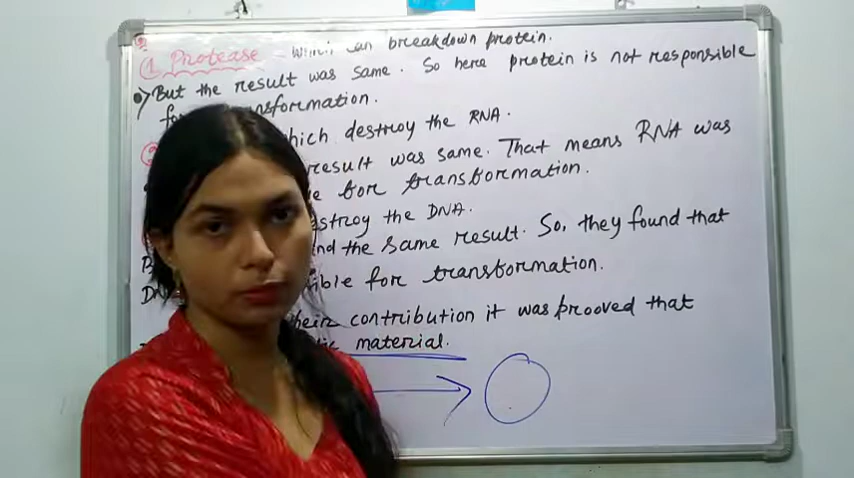 ① Protease - Which can breakdown protein.
But the result was same. So here protein is not responsible
for transformation.
which destroy the RNA.
result was same. That means RNA was
for transformation.
destroy the DNA.
the same result. So, they found that
for transformation.
their contribution it was prooved that
material.